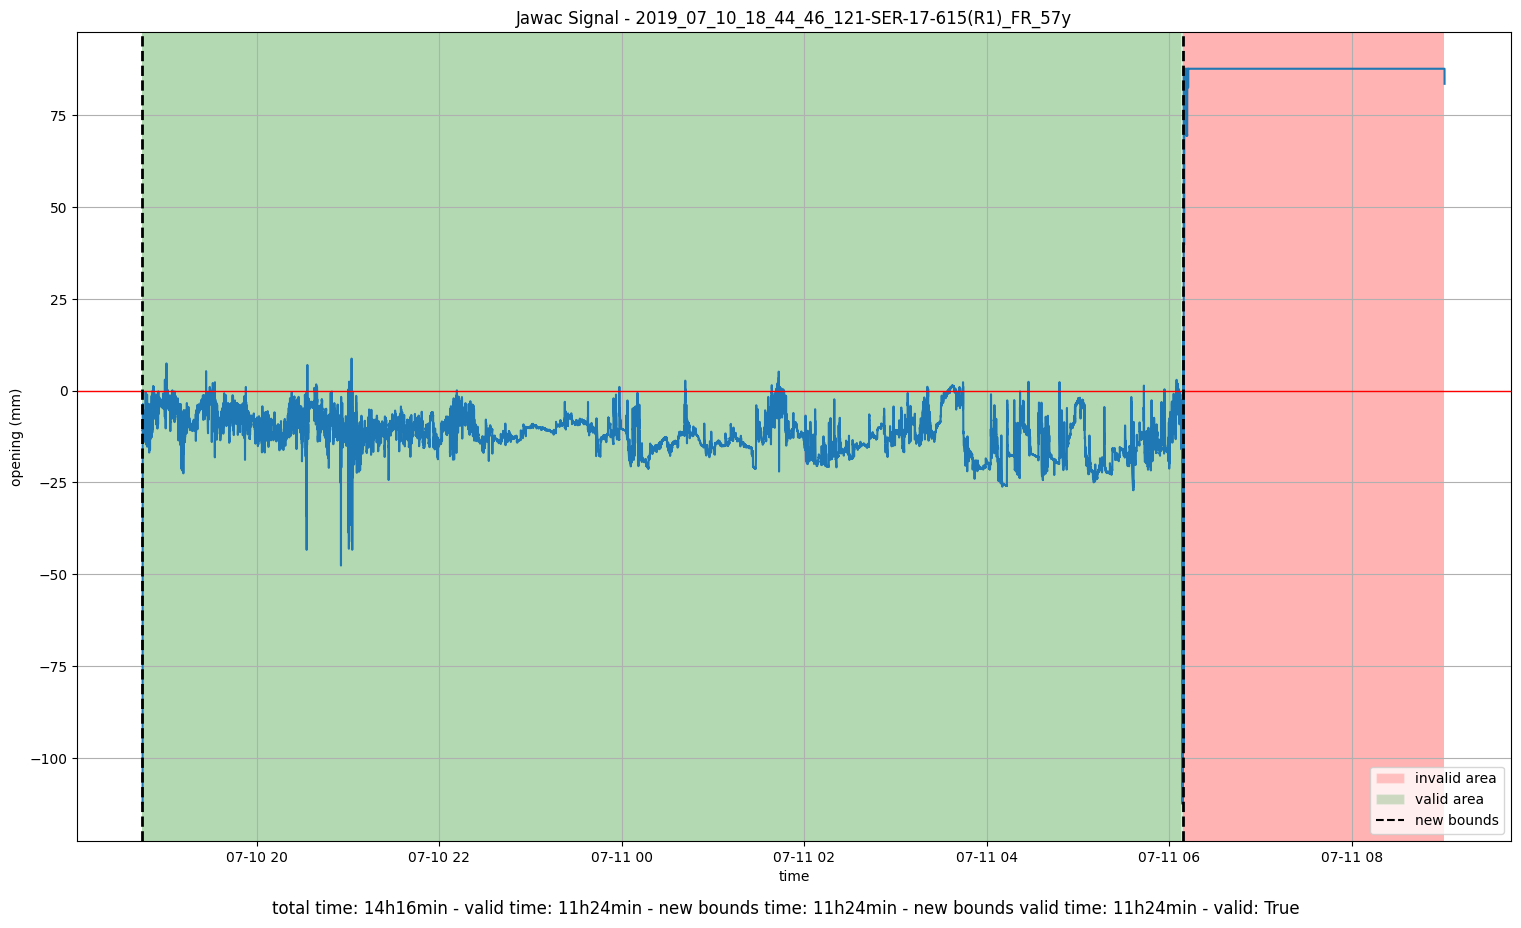 Jawac Signal - 2019_07_10_18_44_46_121-SER-17-615(R1)_FR_57y
opening (mm)
75
50
25
0
−25
−50
−75
−100
invalid area
valid area
new bounds
07-10 20
07-10 22
07-11 00
07-11 02
07-11 04
07-11 06
07-11 08
time
total time: 14h16min - valid time: 11h24min - new bounds time: 11h24min - new bounds valid time: 11h24min - valid: True